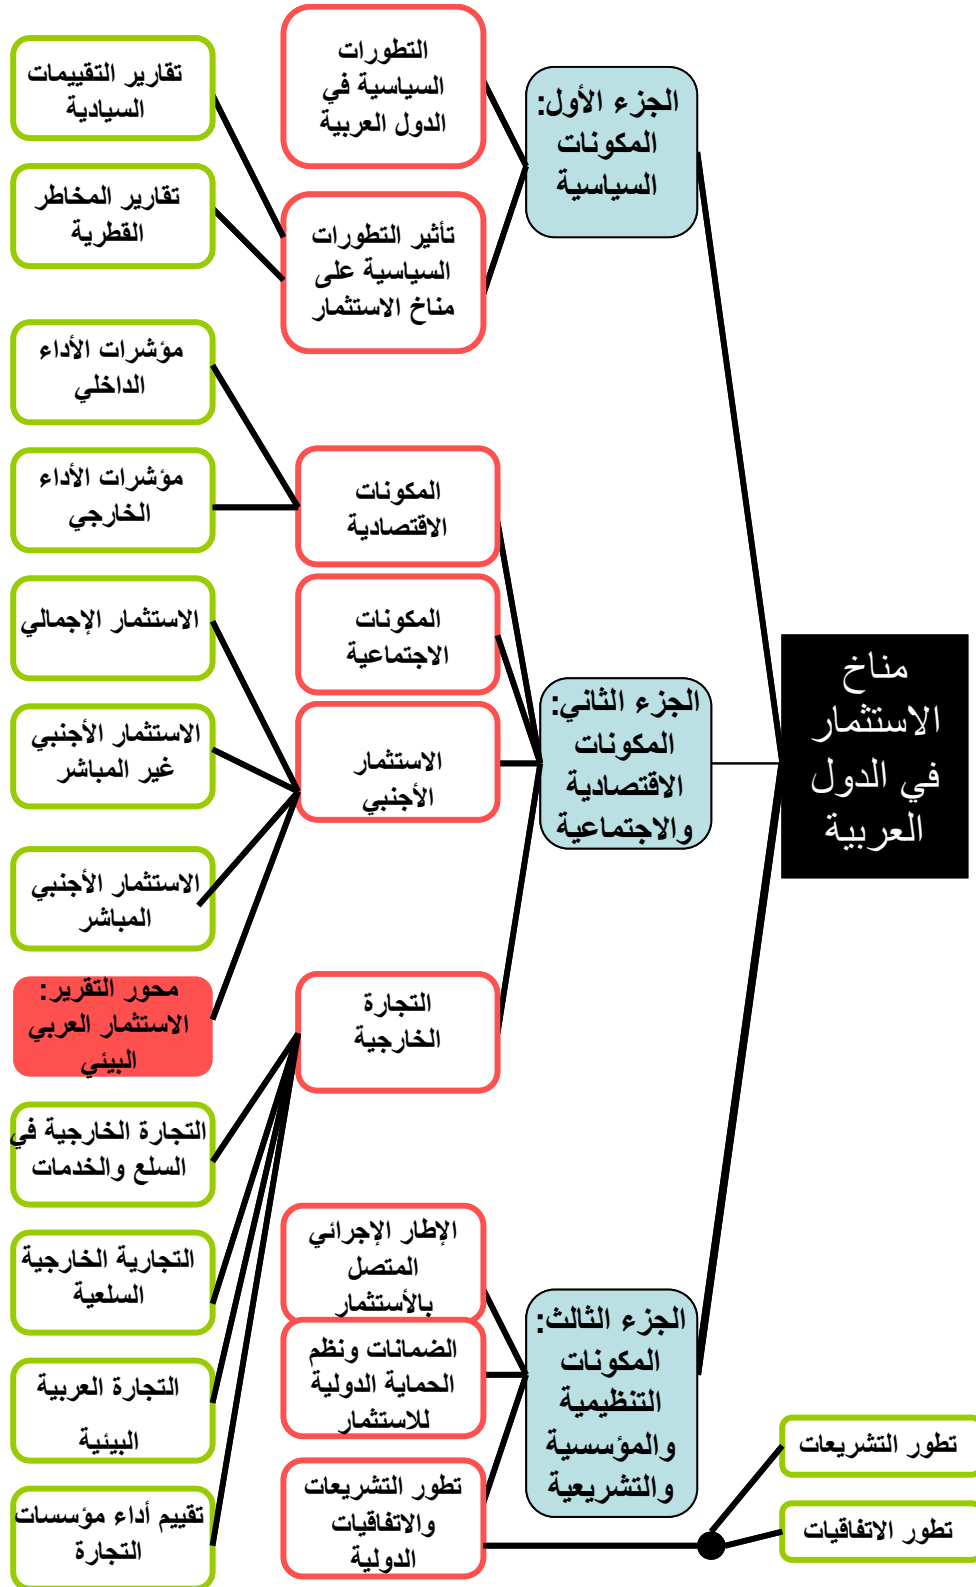 مناخ
الاستثمار
في الدول
العربية
الجزء الأول:
المكونات
السياسية
التطورات
السياسية في
الدول العربية
تأثير التطورات
السياسية على
مناخ الاستثمار
تقارير التقييمات
السيادية
تقارير المخاطر
القطرية
الجزء الثاني:
المكونات
الاقتصادية
والاجتماعية
المكونات
الاقتصادية
مؤشرات الأداء
الداخلي
مؤشرات الأداء
الخارجي
المكونات
الاجتماعية
الاستثمار
الأجنبي
الاستثمار الإجمالي
الاستثمار الأجنبي
غير المباشر
الاستثمار الأجنبي
المباشر
محور التقرير:
الاستثمار العربي
البيني
التجارة
الخارجية
التجارة الخارجية في
السلع والخدمات
التجارية الخارجية
السلعية
التجارة العربية
البيئية
تقييم أداء مؤسسات
التجارة
الجزء الثالث:
المكونات
التنظيمية
والمؤسسية
والتشريعية
الإطار الإجرائي
المتصل
بالأستثمار
الضمانات ونظم
الحماية الدولية
للاستثمار
تطور التشريعات
والاتفاقيات
الدولية
تطور التشريعات
تطور الاتفاقيات